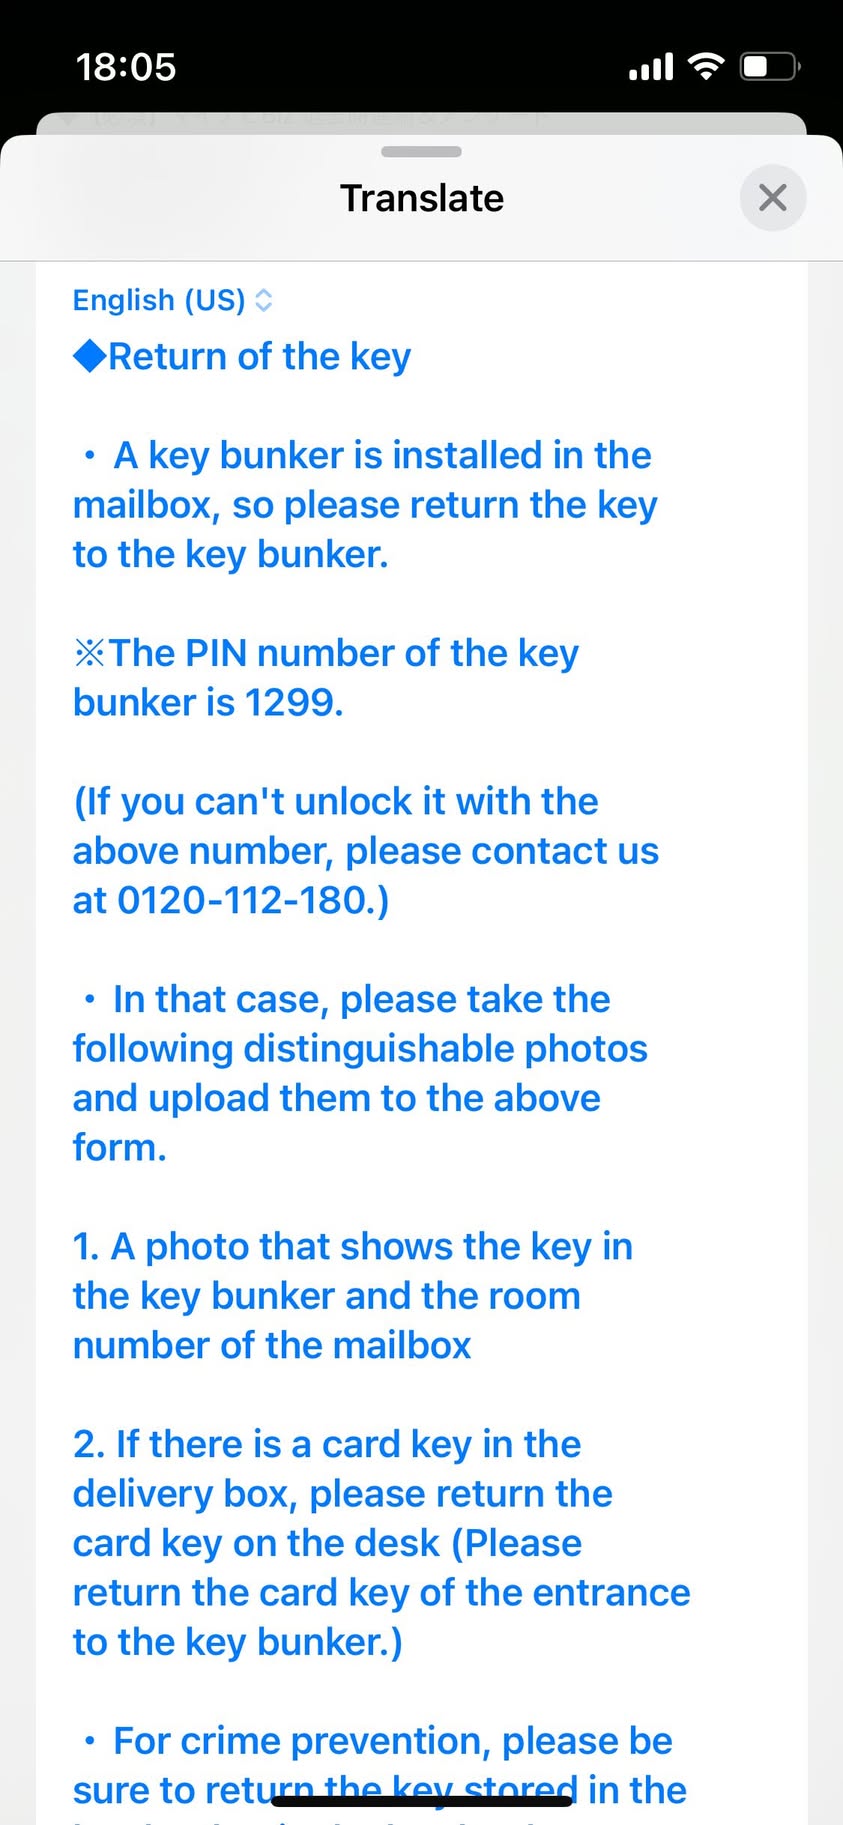 18:05
Translate
English (US)
◆Return of the key
・ A key bunker is installed in the
mailbox, so please return the key
to the key bunker.
※The PIN number of the key
bunker is 1299.
(If you can't unlock it with the
above number, please contact us
at 0120-112-180.)
・ In that case, please take the
following distinguishable photos
and upload them to the above
form.
1. A photo that shows the key in
the key bunker and the room
number of the mailbox
2. If there is a card key in the
delivery box, please return the
card key on the desk (Please
return the card key of the entrance
to the key bunker.)
・ For crime prevention, please be
sure to return the key stored in the